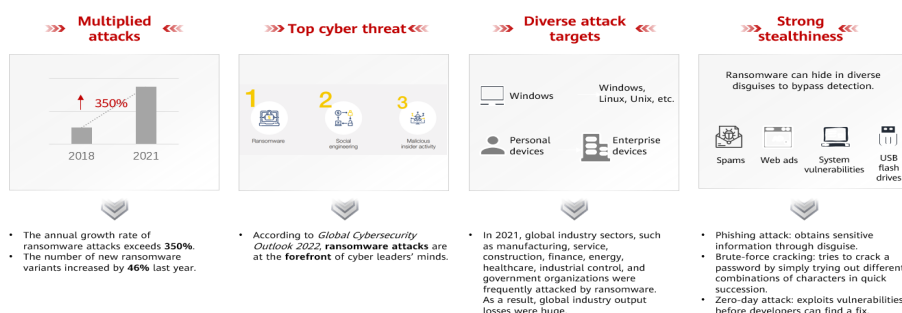 Multiplied
attacks
350%
2018
2021
• The annual growth rate of
ransomware attacks exceeds 350%.
• The number of new ransomware
variants increased by 46% last year.
Top cyber threat
1
2
3
Ransomware
Social
engineering
Malicious
insider activity
• According to Global Cybersecurity
Outlook 2022, ransomware attacks are
at the forefront of cyber leaders' minds.
Diverse attack
targets
Windows
Windows,
Linux, Unix, etc.
Personal
devices
Enterprise
devices
• In 2021, global industry sectors, such
as manufacturing, service,
construction, finance, energy,
healthcare, industrial control, and
government organizations were
frequently attacked by ransomware.
As a result, global industry output
losses were huge.
Strong
stealthiness
Ransomware can hide in diverse
disguises to bypass detection.
Spams
Web ads
System
vulnerabilities
USB
flash
drives
• Phishing attack: obtains sensitive
information through disguise.
• Brute-force cracking: tries to crack a
password by simply trying out different
combinations of characters in quick
succession.
• Zero-day attack: exploits vulnerabilities
before developers can find a fix.